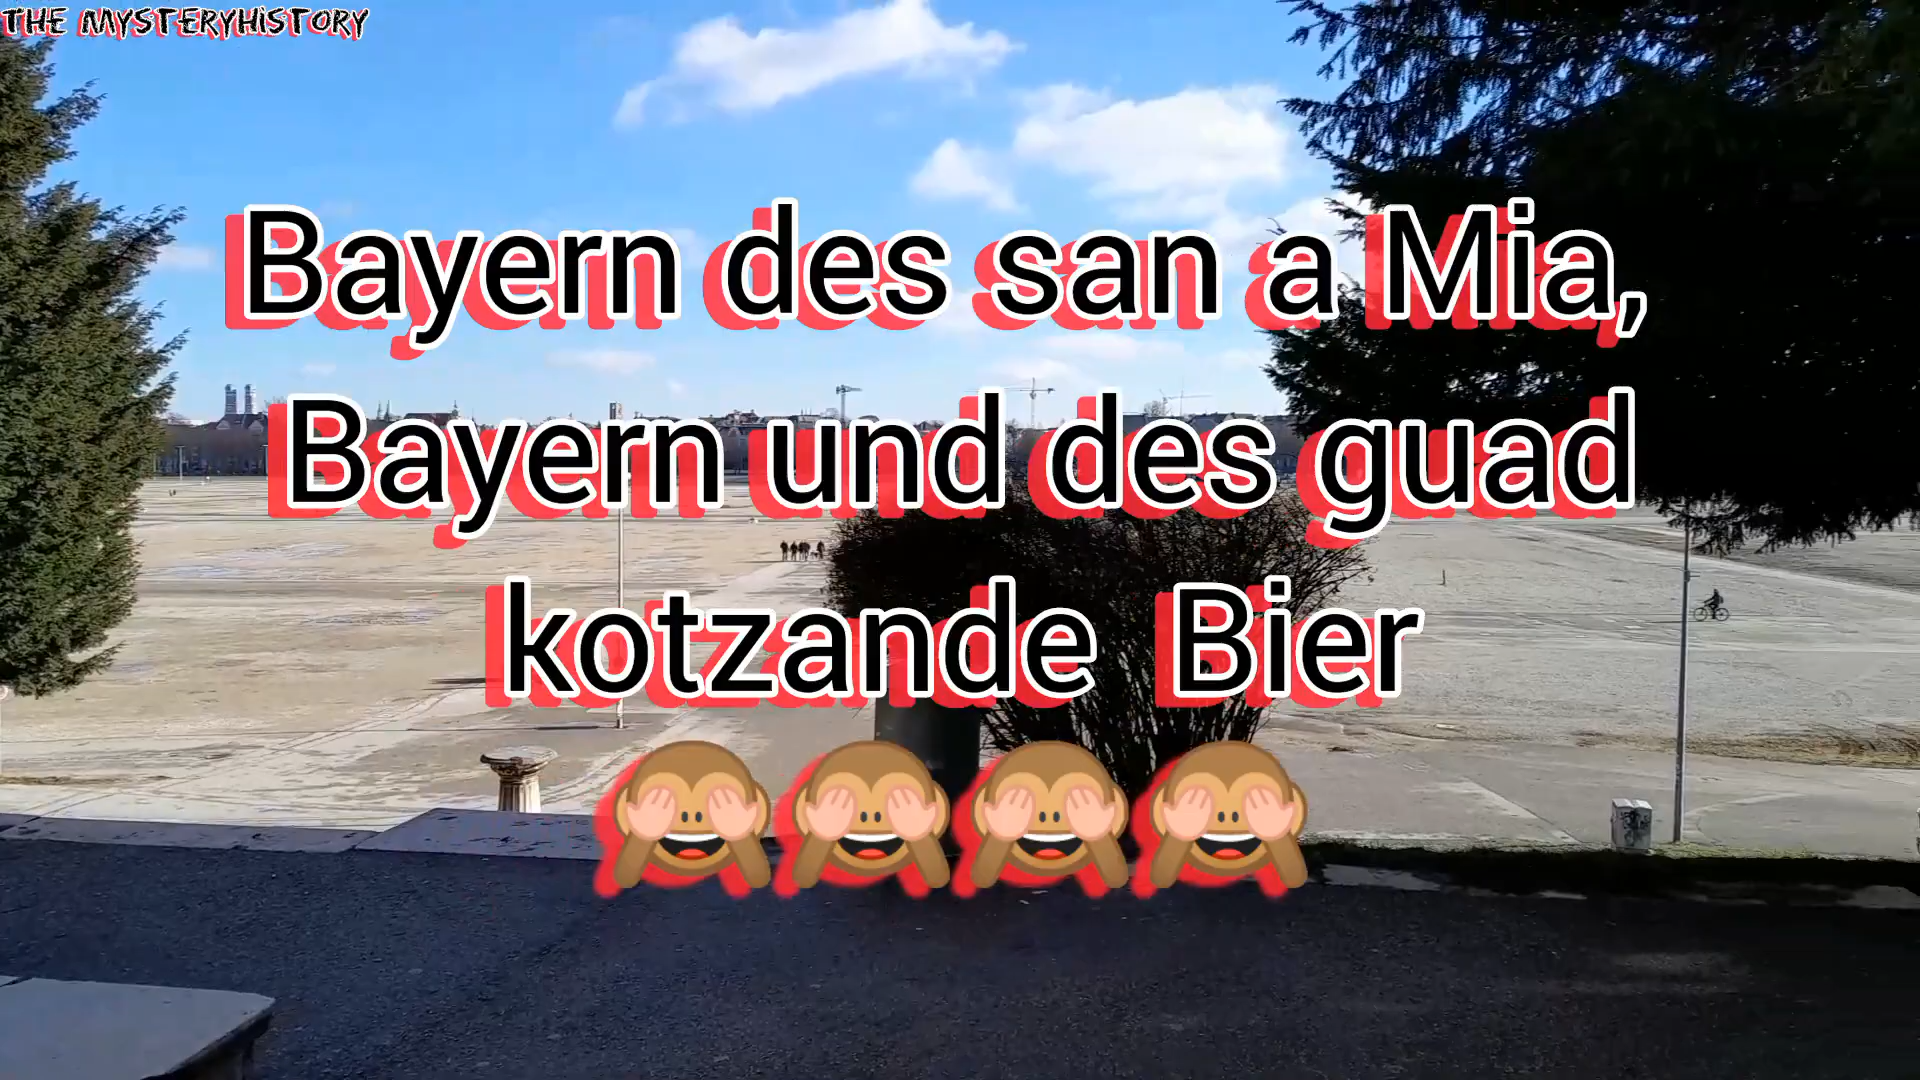 THE MYSTERYHISTORY
Bayern des san a Mia,
Bayern und des guad
kotzande Bier
🙈🙈🙈🙈